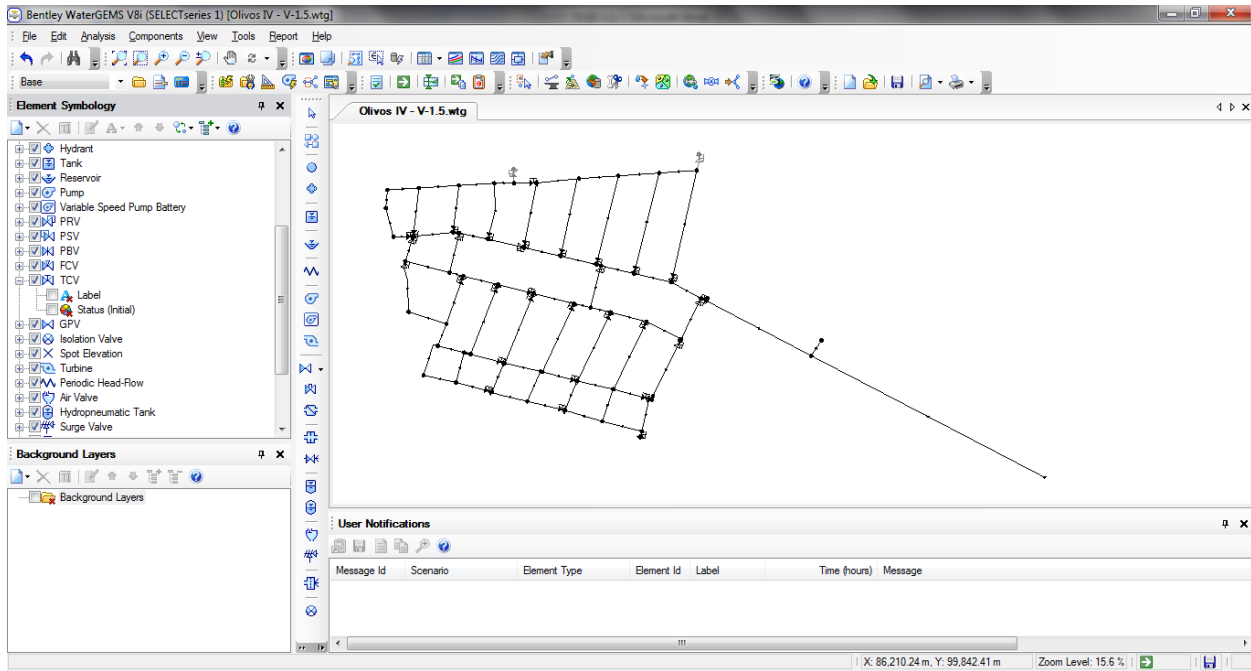 Bentley WaterGEMS V8i (SELECTseries 1) [Olivos IV - V-1.5.wtg]
File Edit Analysis Components View Tools Report Help
Base
Element Symbology
Olivos IV - V-1.5.wtg
Hydrant
Tank
Reservoir
Pump
Variable Speed Pump Battery
PRV
PSV
PBV
FCV
TCV
Label
Status (Initial)
GPV
Isolation Valve
Spot Elevation
Turbine
Periodic Head-Flow
Air Valve
Hydropneumatic Tank
Surge Valve
Background Layers
Background Layers
User Notifications
Message Id Scenario Element Type Element Id Label Time (hours) Message
X: 86,210.24 m, Y: 99,842.41 m Zoom Level: 15.6 %